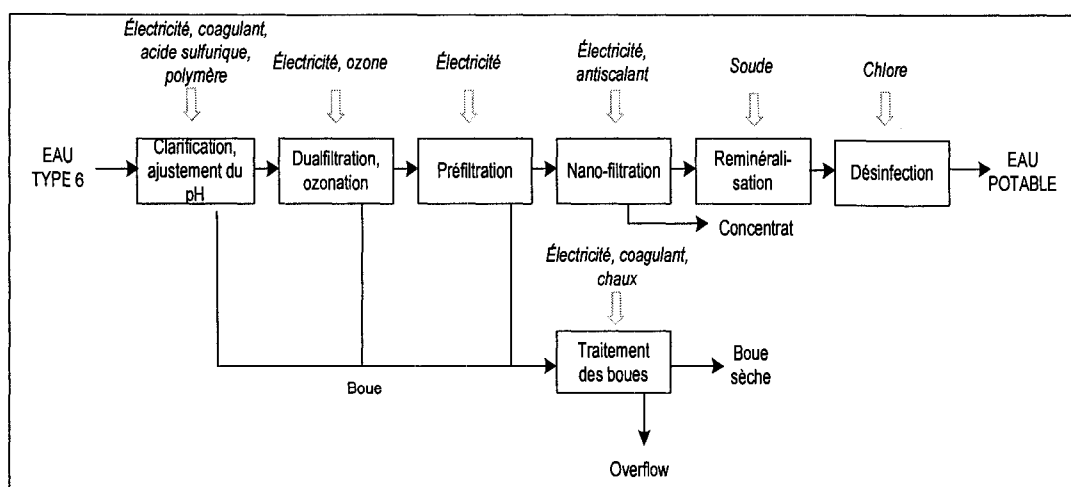 Électricité, coagulant,
acide sulfurique,
polymère
Électricité, ozone
Électricité
Électricité,
antiscalant
Soude
Chlore
EAU
TYPE 6
Clarification,
ajustement du
pH
Dualfiltration,
ozonation
Préfiltration
Nano-filtration
Reminérali-
sation
Désinfection
EAU
POTABLE
Concentrat
Électricité, coagulant,
chaux
Boue
Traitement
des boues
Boue
sèche
Overflow